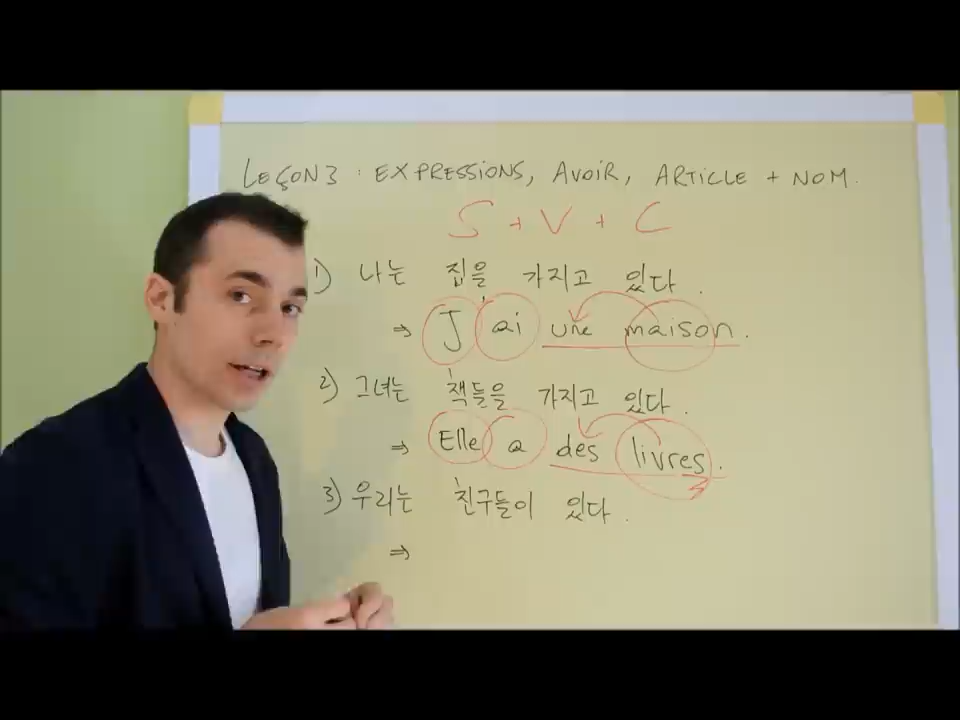 LEÇON 3 : EXPRESSIONS, AVOIR, ARTICLE + NOM.
S + V + C
1) 나는 집을 가지고 있다.
⇒ J'ai une maison.
2) 그녀는 책들을 가지고 있다.
⇒ Elle a des livres.
3) 우리는 친구들이 있다.
⇒